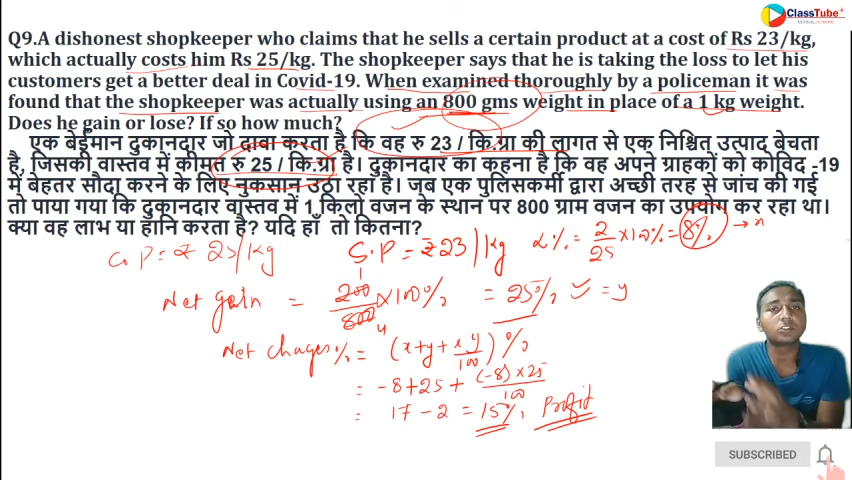 ClassTube+
Q9.A dishonest shopkeeper who claims that he sells a certain product at a cost of Rs 23/kg,
which actually costs him Rs 25/kg. The shopkeeper says that he is taking the loss to let his
customers get a better deal in Covid-19. When examined thoroughly by a policeman it was
found that the shopkeeper was actually using an 800 gms weight in place of a 1 kg weight.
Does he gain or lose? If so how much?
एक बेईमान दुकानदार जो दावा करता है कि वह रु 23 / कि.ग्रा की लागत से एक निश्चित उत्पाद बेचता
है, जिसकी वास्तव में कीमत रु 25 / कि.ग्रा है। दुकानदार का कहना है कि वह अपने ग्राहकों को कोविद -19
में बेहतर सौदा करने के लिए नुकसान उठा रहा है। जब एक पुलिसकर्मी द्वारा अच्छी तरह से जांच की गई
तो पाया गया कि दुकानदार वास्तव में 1 किलो वजन के स्थान पर 800 ग्राम वजन का उपयोग कर रहा था।
क्या वह लाभ या हानि करता है? यदि हाँ तो कितना?
C.P = ₹ 25/kg S.P = ₹23/kg L% = 2/25 × 100% = 8% → x
Net gain = 200/800 × 100% = 25% = y
1
4
Net chages% = (x+y+ xy/100)%
= -8+25 + (-8)×25/100
= 17-2 = 15% Profit
SUBSCRIBED